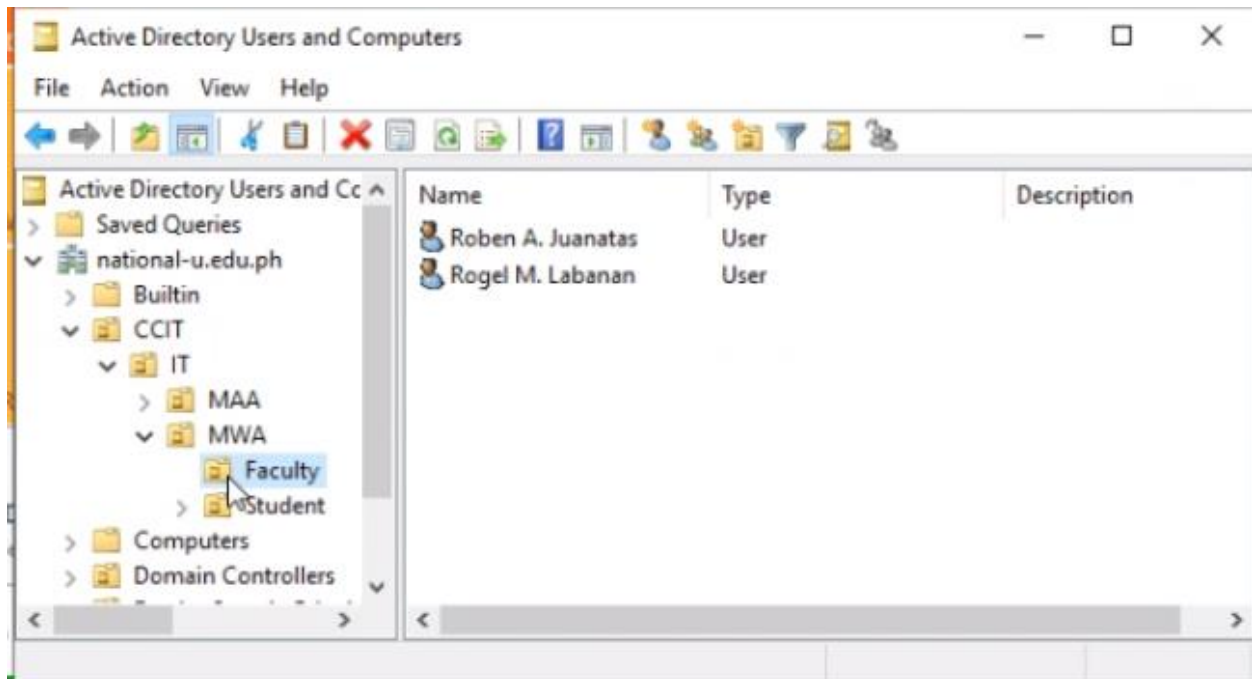 Active Directory Users and Computers
File Action View Help
Active Directory Users and Cc
Saved Queries
national-u.edu.ph
Builtin
CCIT
IT
MAA
MWA
Faculty
Student
Computers
Domain Controllers
Name Type Description
Roben A. Juanatas User
Rogel M. Labanan User